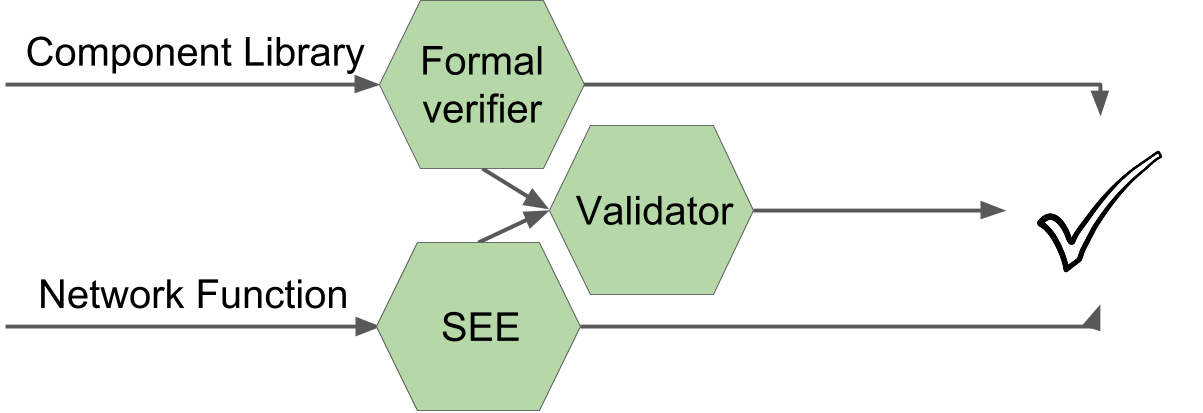 Component Library
Formal
verifier
Validator
Network Function
SEE